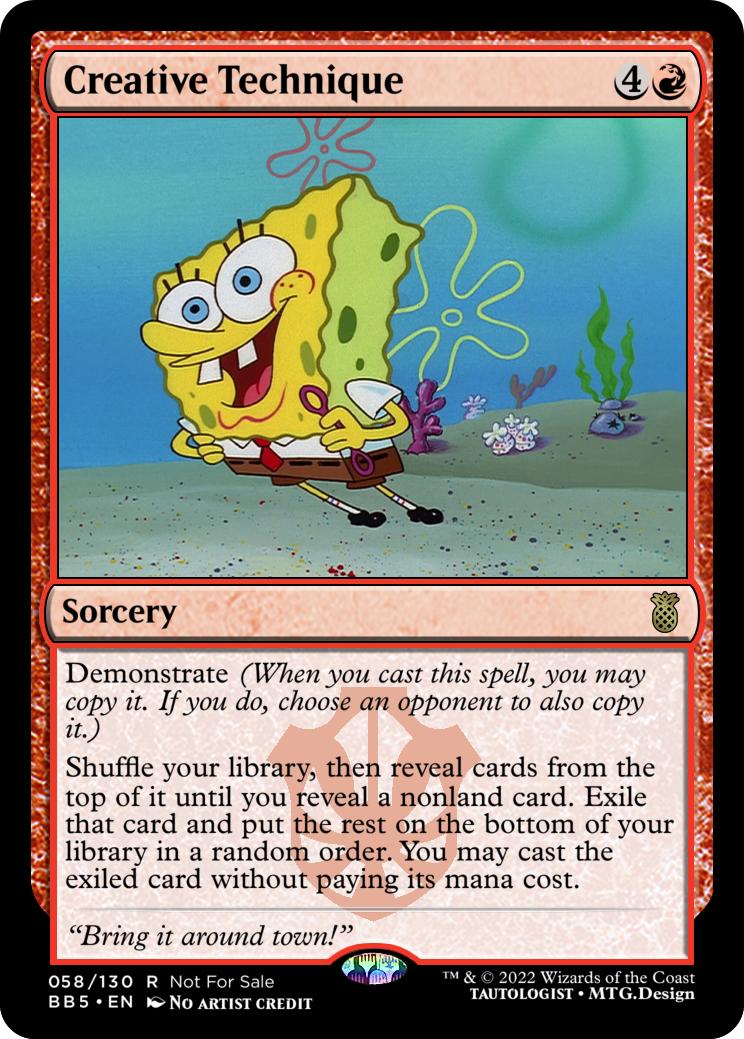 Creative Technique 4
Sorcery
Demonstrate (When you cast this spell, you may
copy it. If you do, choose an opponent to also copy
it.)
Shuffle your library, then reveal cards from the
top of it until you reveal a nonland card. Exile
that card and put the rest on the bottom of your
library in a random order. You may cast the
exiled card without paying its mana cost.
“Bring it around town!”
058/130 R Not For Sale
BB5 • EN No artist credit
™ & © 2022 Wizards of the Coast
TAUTOLOGIST • MTG.Design